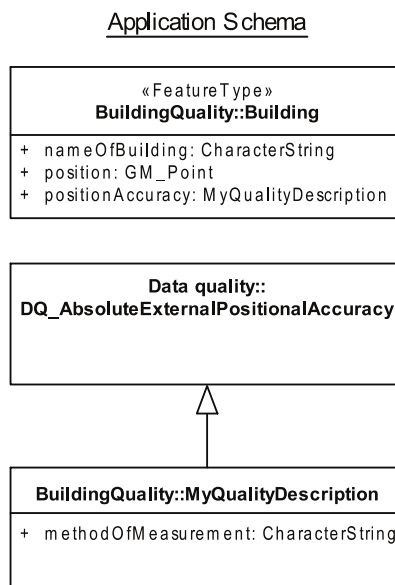 Application Schema
«FeatureType»
BuildingQuality::Building
+ nameOfBuilding: CharacterString
+ position: GM_Point
+ positionAccuracy: MyQualityDescription
Data quality::
DQ_AbsoluteExternalPositionalAccuracy
BuildingQuality::MyQualityDescription
+ methodOfMeasurement: CharacterString